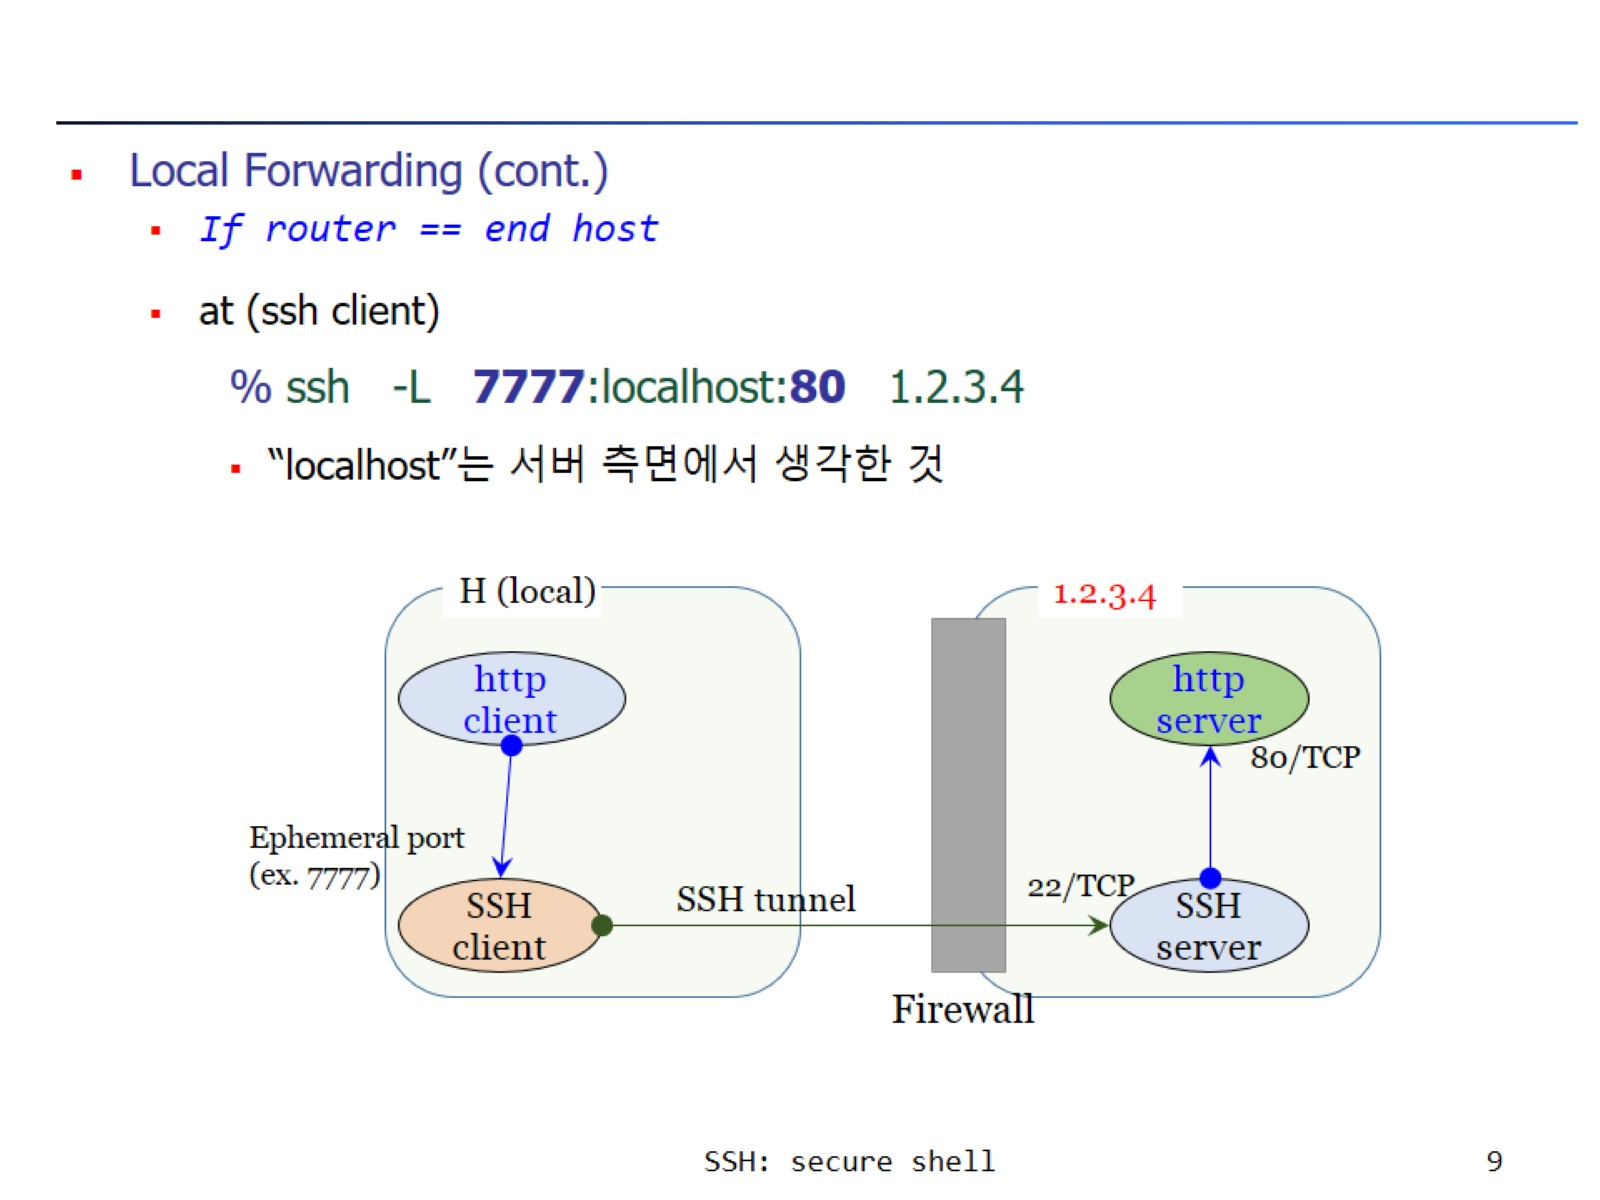 Local Forwarding (cont.)
If router == end host
at (ssh client)
% ssh -L 7777:localhost:80 1.2.3.4
“localhost”는 서버 측면에서 생각한 것
H (local)
1.2.3.4
http
client
http
server
80/TCP
Ephemeral port
(ex. 7777)
SSH
client
SSH tunnel
22/TCP
SSH
server
Firewall
SSH: secure shell
9